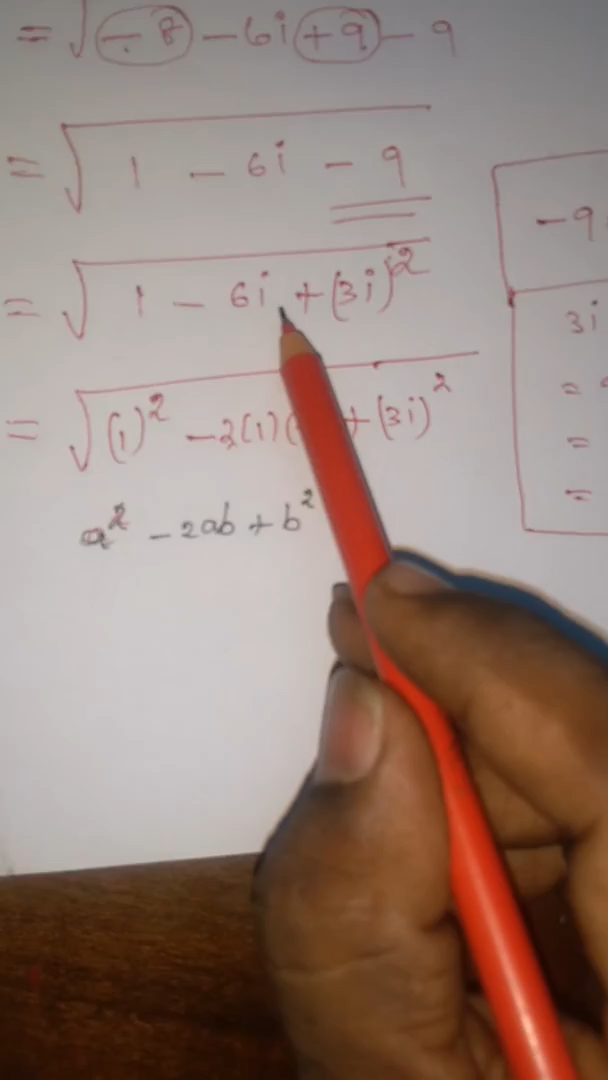 = √-8 - 6i + 9 - 9
= √1 - 6i - 9
= √1 - 6i + (3i)²
= √(1)² - 2(1)( + (3i)²
a² - 2ab + b²
-9
3i
=
=
=